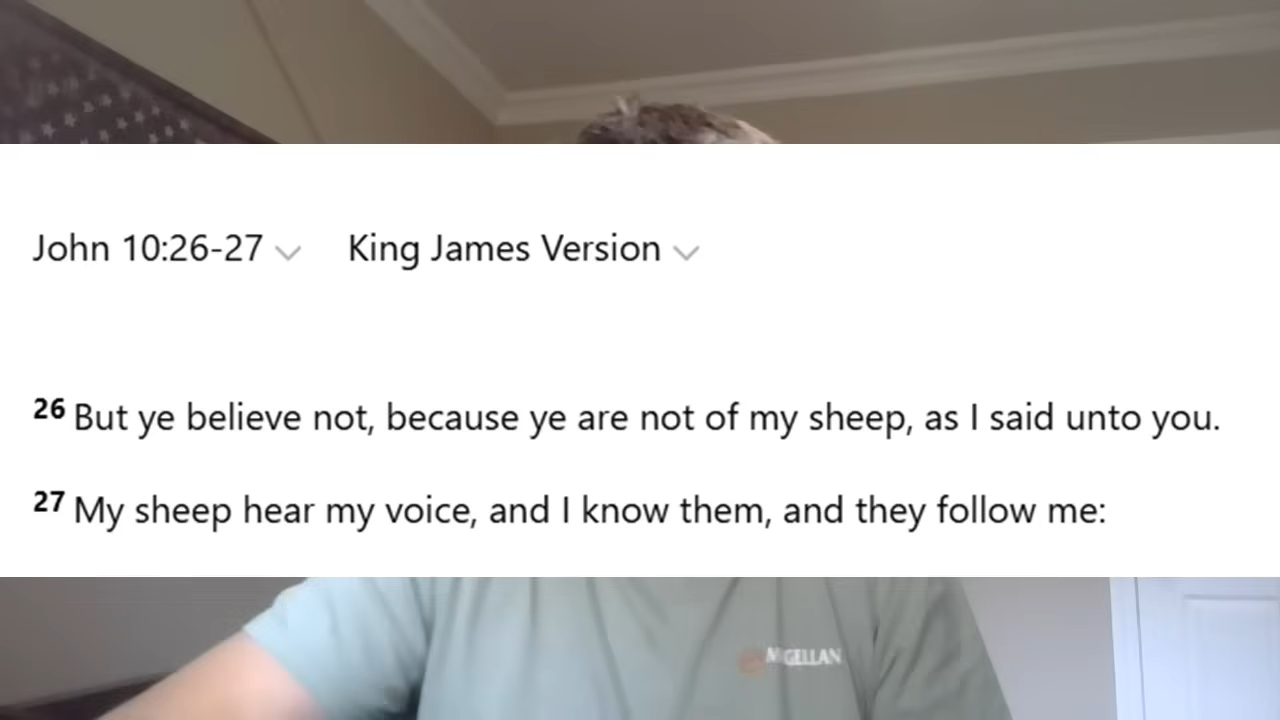 John 10:26-27 King James Version
26 But ye believe not, because ye are not of my sheep, as I said unto you.
27 My sheep hear my voice, and I know them, and they follow me:
MAGELLAN